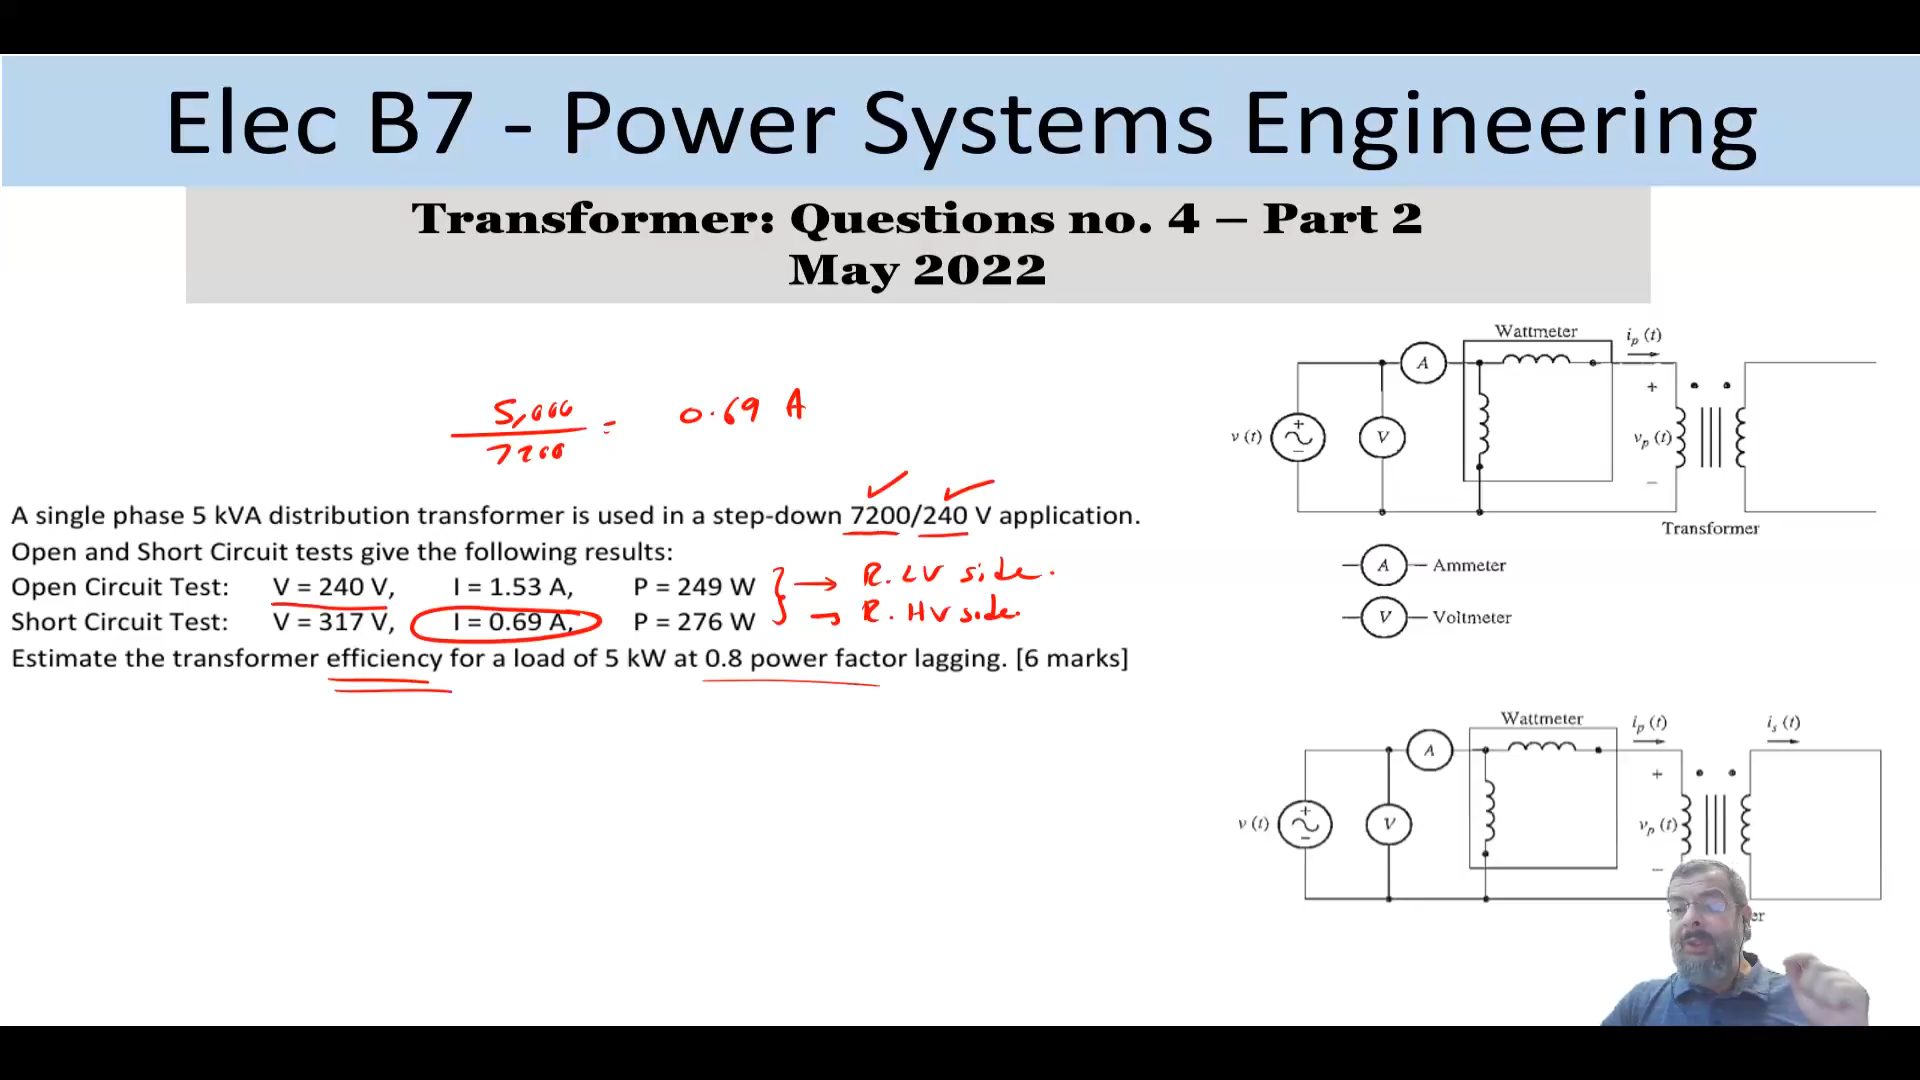 Elec B7 - Power Systems Engineering
Transformer: Questions no. 4 – Part 2
May 2022
5,000
7200
= 0.69 A
A single phase 5 kVA distribution transformer is used in a step-down 7200/240 V application.
Open and Short Circuit tests give the following results:
Open Circuit Test: V = 240 V, I = 1.53 A, P = 249 W → R. LV side.
Short Circuit Test: V = 317 V, I = 0.69 A, P = 276 W → R. HV side.
Estimate the transformer efficiency for a load of 5 kW at 0.8 power factor lagging. [6 marks]
Wattmeter
i_p (t)
A
+
v (t)
+
−
V
v_p (t)
−
Transformer
A Ammeter
V Voltmeter
Wattmeter
i_p (t)
i_s (t)
A
+
v (t)
+
−
V
v_p (t)
−
er